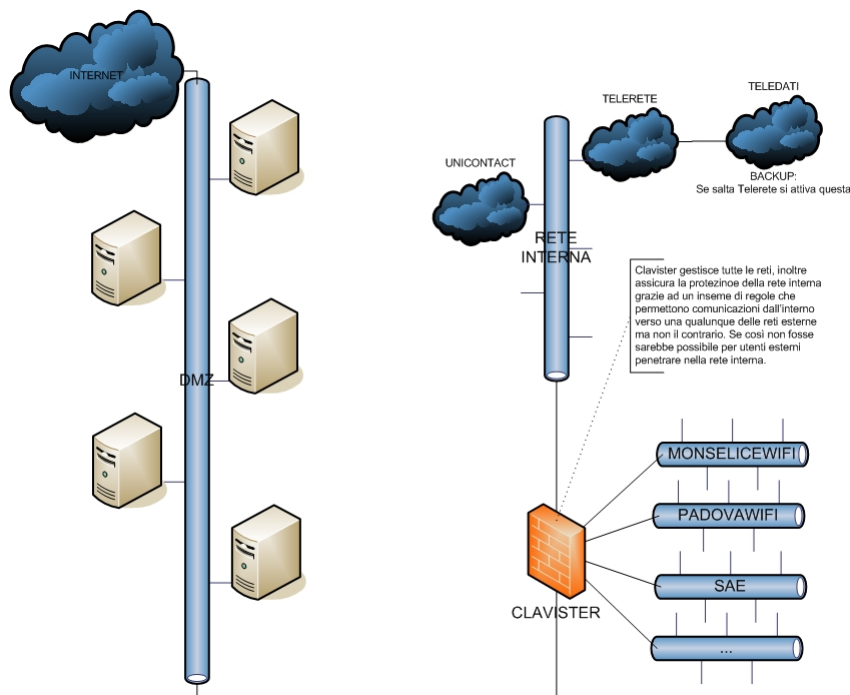 INTERNET
DMZ
TELERETE
TELEDATI
BACKUP:
Se salta Telerete si attiva questa
UNICONTACT
RETE
INTERNA
Clavister gestisce tutte le reti, inoltre
assicura la protezinoe della rete interna
grazie ad un inseme di regole che
permettono comunicazioni dall'interno
verso una qualunque delle reti esterne
ma non il contrario. Se così non fosse
sarebbe possibile per utenti esterni
penetrare nella rete interna.
MONSELICEWIFI
PADOVAWIFI
SAE
...
CLAVISTER